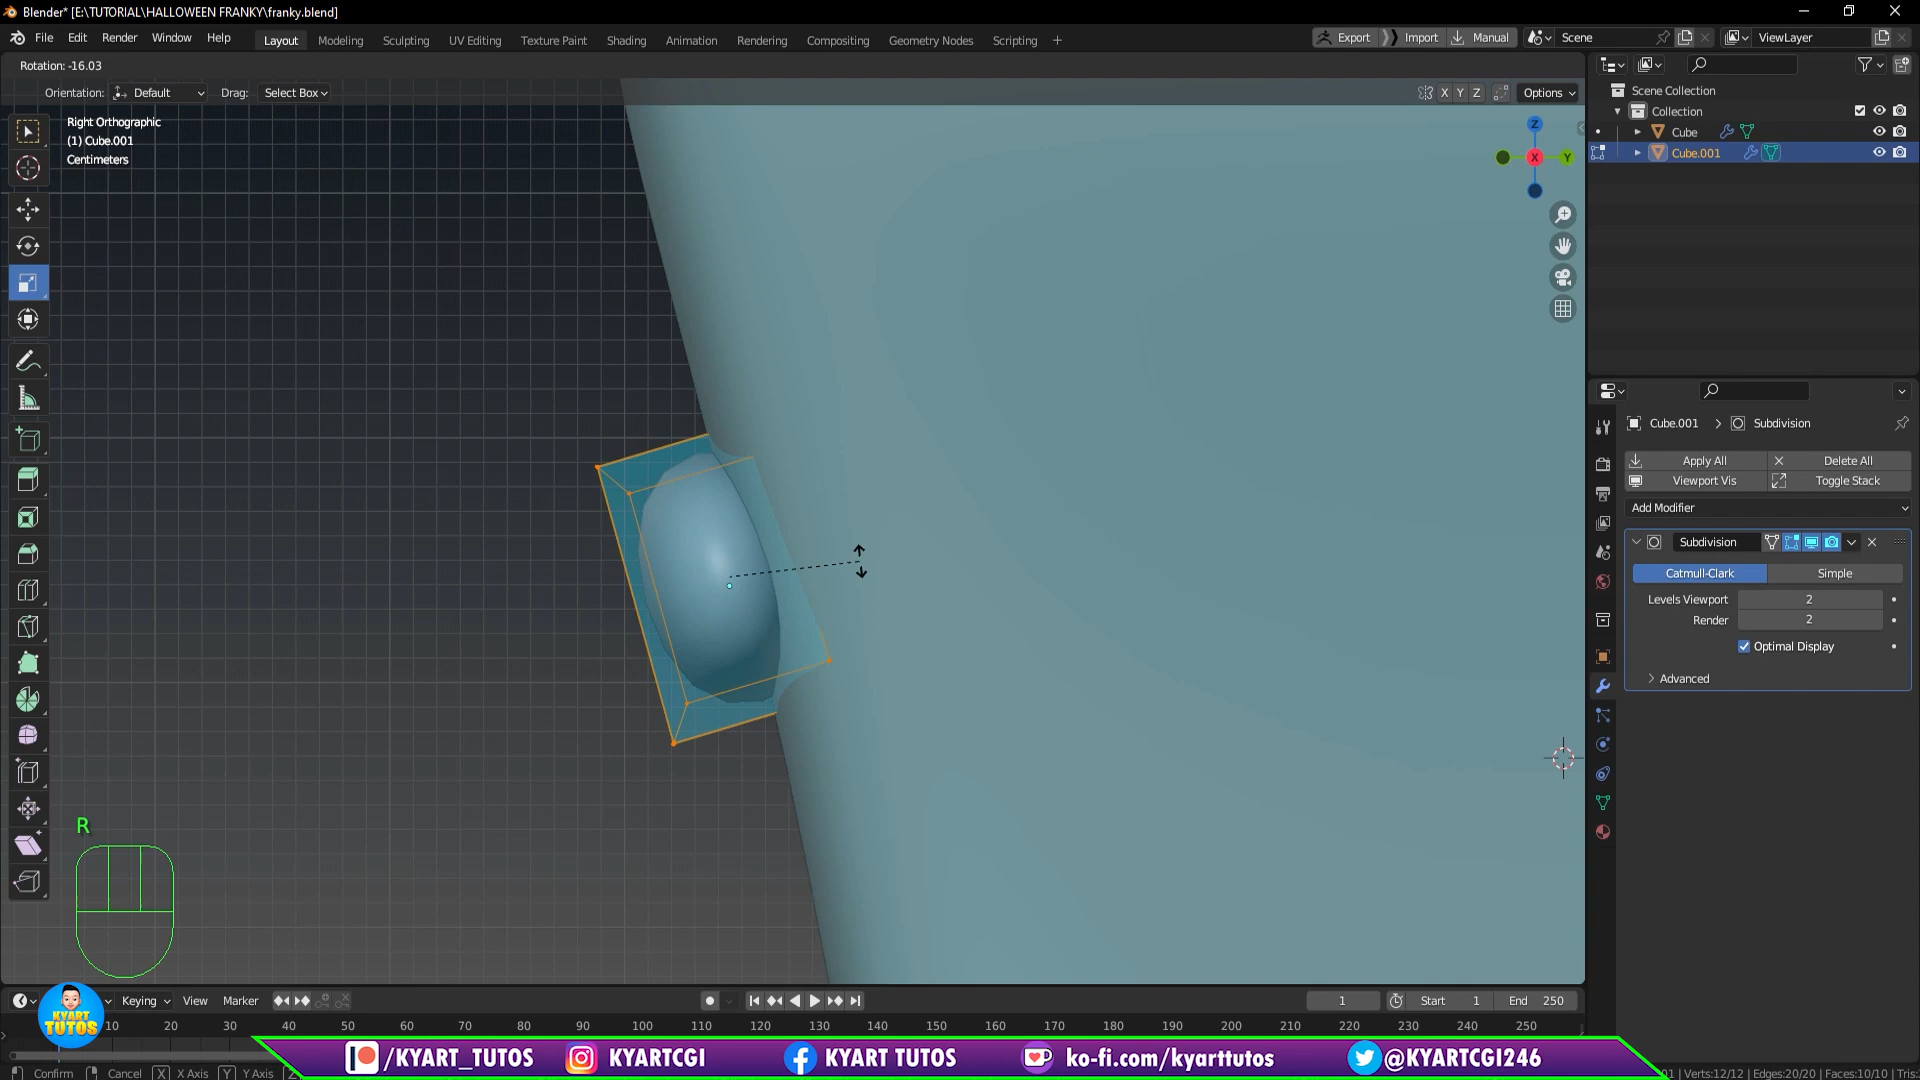 Blender* [E:\TUTORIAL\HALLOWEEN FRANKY\franky.blend]
File Edit Render Window Help
Layout Modeling Sculpting UV Editing Texture Paint Shading Animation Rendering Compositing Geometry Nodes Scripting +
Export Import Manual Scene ViewLayer
Rotation: -16.03
Orientation: Default Drag: Select Box
X Y Z Options
Right Orthographic
(1) Cube.001
Centimeters
Z
X
Y
Scene Collection
Collection
Cube
Cube.001
Cube.001 > Subdivision
Apply All Delete All
Viewport Vis Toggle Stack
Add Modifier
Subdivision
Catmull-Clark Simple
Levels Viewport 2
Render 2
Optimal Display
Advanced
R
Keying View Marker
1 Start 1 End 250
10 20 30 40 50 60 70 80 90 100 110 120 130 140 150 160 170 180 190 200 210 220 230 240 250
KYART
TUTOS
/KYART_TUTOS KYARTCGI KYART TUTOS ko-fi.com/kyarttutos @KYARTCGI246
Confirm Cancel X X Axis Y Y Axis
Verts:12/12 | Edges:20/20 | Faces:10/10 | Tris: